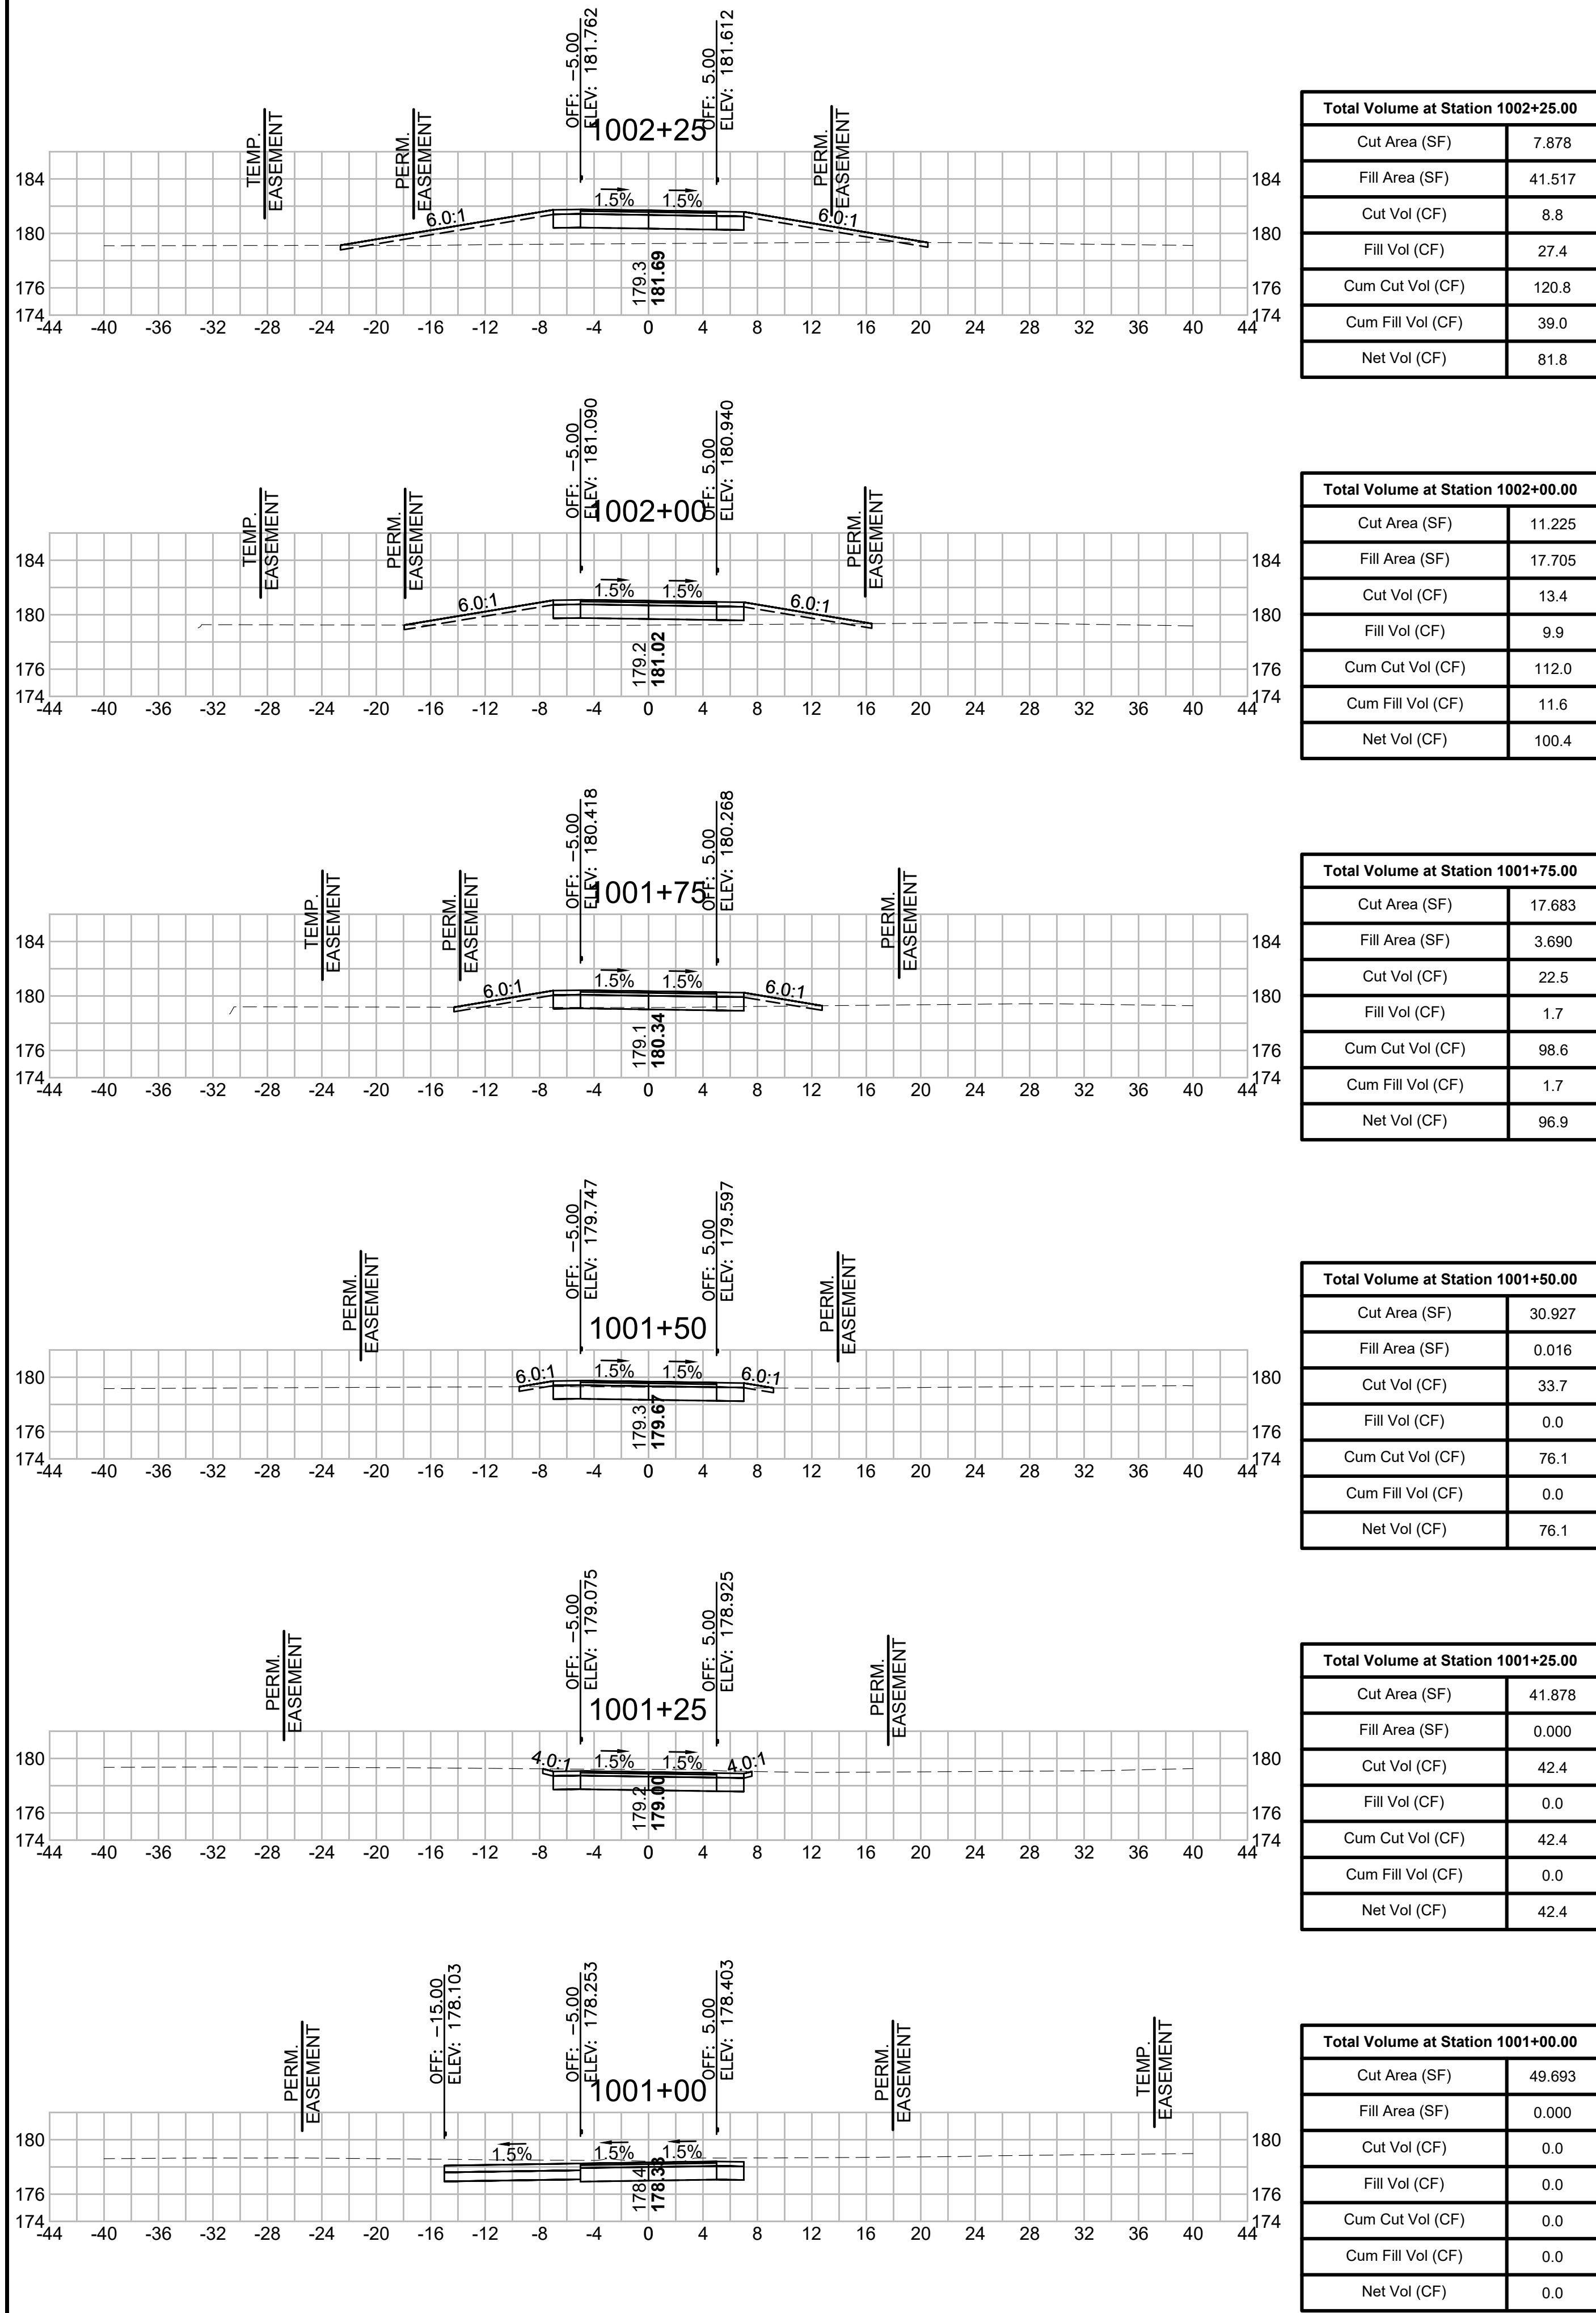 OFF: -5.00
ELEV: 181.762
OFF: 5.00
ELEV: 181.612
1002+25
TEMP.
EASEMENT
PERM.
EASEMENT
PERM.
EASEMENT
184 184
180 180
176 176
174 174
6.0:1 1.5% 1.5% 6.0:1
179.3
181.69
-44 -40 -36 -32 -28 -24 -20 -16 -12 -8 -4 0 4 8 12 16 20 24 28 32 36 40 44
Total Volume at Station 1002+25.00
Cut Area (SF) 7.878
Fill Area (SF) 41.517
Cut Vol (CF) 8.8
Fill Vol (CF) 27.4
Cum Cut Vol (CF) 120.8
Cum Fill Vol (CF) 39.0
Net Vol (CF) 81.8
OFF: -5.00
ELEV: 181.090
OFF: 5.00
ELEV: 180.940
1002+00
TEMP.
EASEMENT
PERM.
EASEMENT
PERM.
EASEMENT
184 184
180 180
176 176
174 174
6.0:1 1.5% 1.5% 6.0:1
179.2
181.02
-44 -40 -36 -32 -28 -24 -20 -16 -12 -8 -4 0 4 8 12 16 20 24 28 32 36 40 44
Total Volume at Station 1002+00.00
Cut Area (SF) 11.225
Fill Area (SF) 17.705
Cut Vol (CF) 13.4
Fill Vol (CF) 9.9
Cum Cut Vol (CF) 112.0
Cum Fill Vol (CF) 11.6
Net Vol (CF) 100.4
OFF: -5.00
ELEV: 180.418
OFF: 5.00
ELEV: 180.268
1001+75
TEMP.
EASEMENT
PERM.
EASEMENT
PERM.
EASEMENT
184 184
180 180
176 176
174 174
6.0:1 1.5% 1.5% 6.0:1
179.1
180.34
-44 -40 -36 -32 -28 -24 -20 -16 -12 -8 -4 0 4 8 12 16 20 24 28 32 36 40 44
Total Volume at Station 1001+75.00
Cut Area (SF) 17.683
Fill Area (SF) 3.690
Cut Vol (CF) 22.5
Fill Vol (CF) 1.7
Cum Cut Vol (CF) 98.6
Cum Fill Vol (CF) 1.7
Net Vol (CF) 96.9
OFF: -5.00
ELEV: 179.747
OFF: 5.00
ELEV: 179.597
1001+50
PERM.
EASEMENT
PERM.
EASEMENT
180 180
176 176
174 174
6.0:1 1.5% 1.5% 6.0:1
179.3
179.67
-44 -40 -36 -32 -28 -24 -20 -16 -12 -8 -4 0 4 8 12 16 20 24 28 32 36 40 44
Total Volume at Station 1001+50.00
Cut Area (SF) 30.927
Fill Area (SF) 0.016
Cut Vol (CF) 33.7
Fill Vol (CF) 0.0
Cum Cut Vol (CF) 76.1
Cum Fill Vol (CF) 0.0
Net Vol (CF) 76.1
OFF: -5.00
ELEV: 179.075
OFF: 5.00
ELEV: 178.925
1001+25
PERM.
EASEMENT
PERM.
EASEMENT
180 180
176 176
174 174
4.0:1 1.5% 1.5% 4.0:1
179.2
179.00
-44 -40 -36 -32 -28 -24 -20 -16 -12 -8 -4 0 4 8 12 16 20 24 28 32 36 40 44
Total Volume at Station 1001+25.00
Cut Area (SF) 41.878
Fill Area (SF) 0.000
Cut Vol (CF) 42.4
Fill Vol (CF) 0.0
Cum Cut Vol (CF) 42.4
Cum Fill Vol (CF) 0.0
Net Vol (CF) 42.4
OFF: -15.00
ELEV: 178.103
OFF: -5.00
ELEV: 178.253
OFF: 5.00
ELEV: 178.403
1001+00
PERM.
EASEMENT
PERM.
EASEMENT
TEMP.
EASEMENT
180 180
176 176
174 174
1.5% 1.5% 1.5%
178.4
178.33
-44 -40 -36 -32 -28 -24 -20 -16 -12 -8 -4 0 4 8 12 16 20 24 28 32 36 40 44
Total Volume at Station 1001+00.00
Cut Area (SF) 49.693
Fill Area (SF) 0.000
Cut Vol (CF) 0.0
Fill Vol (CF) 0.0
Cum Cut Vol (CF) 0.0
Cum Fill Vol (CF) 0.0
Net Vol (CF) 0.0